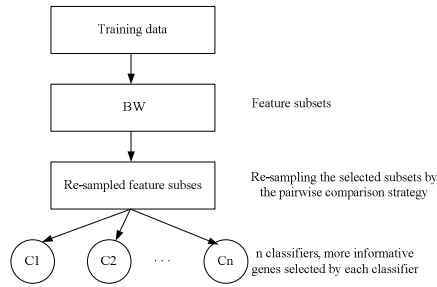 Training data
BW
Feature subsets
Re-sampled feature subses
Re-sampling the selected subsets by
the pairwise comparison strategy
C1
C2
. . .
Cn
n classifiers, more informative
genes selected by each classifier